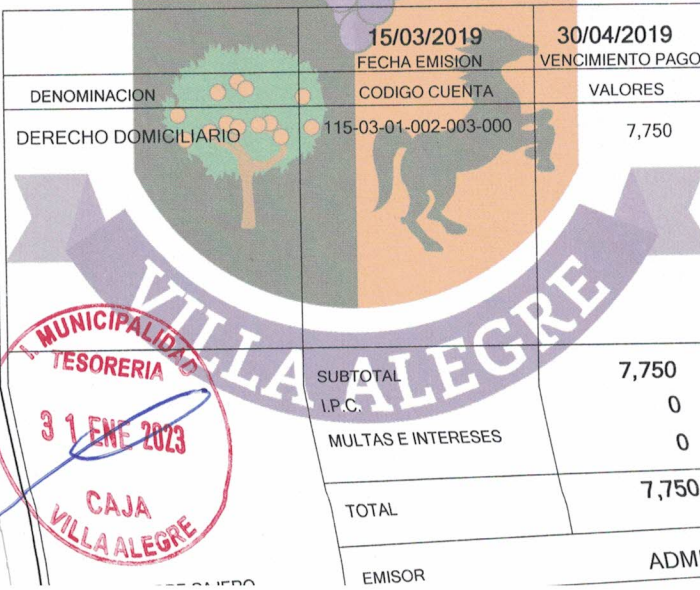 15/03/2019 30/04/2019
FECHA EMISION VENCIMIENTO PAGO
DENOMINACION CODIGO CUENTA VALORES
DERECHO DOMICILIARIO 115-03-01-002-003-000 7,750
VILLA ALEGRE
I. MUNICIPALIDAD
TESORERIA
31 ENE 2023
CAJA
VILLA ALEGRE
SUBTOTAL 7,750
I.P.C. 0
MULTAS E INTERESES 0
TOTAL 7,750
EMISOR ADM